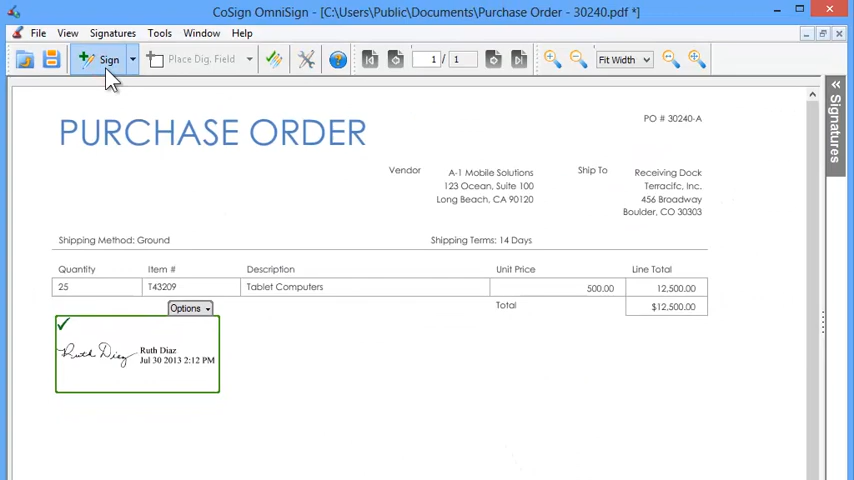 CoSign OmniSign - [C:\Users\Public\Documents\Purchase Order - 30240.pdf *]
File View Signatures Tools Window Help
Sign Place Dig. Field 1 / 1 Fit Width
Signatures
PURCHASE ORDER
PO # 30240-A
Vendor A-1 Mobile Solutions Ship To Receiving Dock
123 Ocean, Suite 100 Terracifc, Inc.
Long Beach, CA 90120 456 Broadway
Boulder, CO 30303
Shipping Method: Ground Shipping Terms: 14 Days
Quantity Item # Description Unit Price Line Total
25 T43209 Tablet Computers 500.00 12,500.00
Total $12,500.00
Options
Ruth Diaz Ruth Diaz
Jul 30 2013 2:12 PM